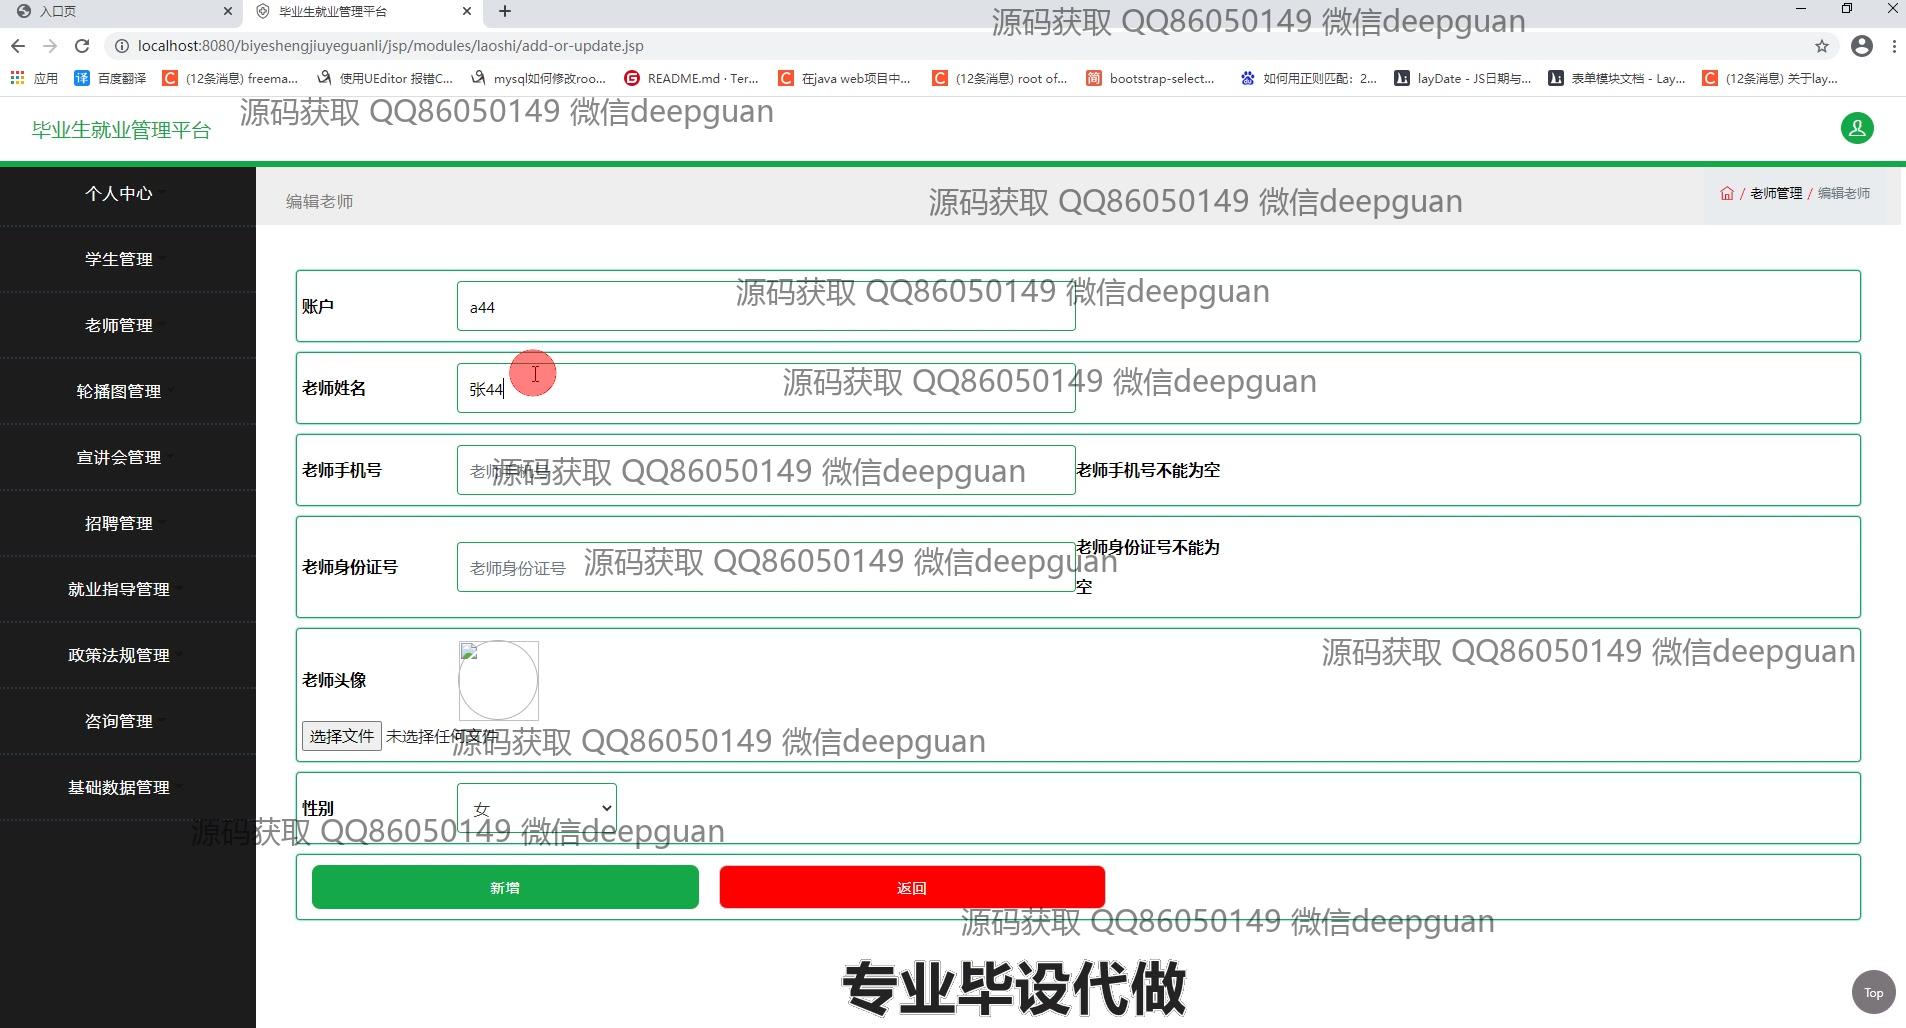 入口页
毕业生就业管理平台
源码获取 QQ86050149 微信deepguan
localhost:8080/biyeshengjiuyeguanli/jsp/modules/laoshi/add-or-update.jsp
应用
百度翻译
(12条消息) freema...
使用UEditor 报错C...
mysql如何修改roo...
README.md · Ter...
在java web项目中...
(12条消息) root of...
bootstrap-select...
如何用正则匹配：2...
layDate - JS日期与...
表单模块文档 - Lay...
(12条消息) 关于lay...
源码获取 QQ86050149 微信deepguan
毕业生就业管理平台
个人中心
学生管理
老师管理
轮播图管理
宣讲会管理
招聘管理
就业指导管理
政策法规管理
咨询管理
基础数据管理
编辑老师
源码获取 QQ86050149 微信deepguan
/ 老师管理 / 编辑老师
源码获取 QQ86050149 微信deepguan
账户
a44
老师姓名
张44
源码获取 QQ86050149 微信deepguan
老师手机号
老师手机号
源码获取 QQ86050149 微信deepguan
老师手机号不能为空
老师身份证号
老师身份证号
源码获取 QQ86050149 微信deepguan
老师身份证号不能为
空
源码获取 QQ86050149 微信deepguan
老师头像
选择文件 未选择任何文件
源码获取 QQ86050149 微信deepguan
性别
女
源码获取 QQ86050149 微信deepguan
新增
返回
源码获取 QQ86050149 微信deepguan
专业毕设代做
Top